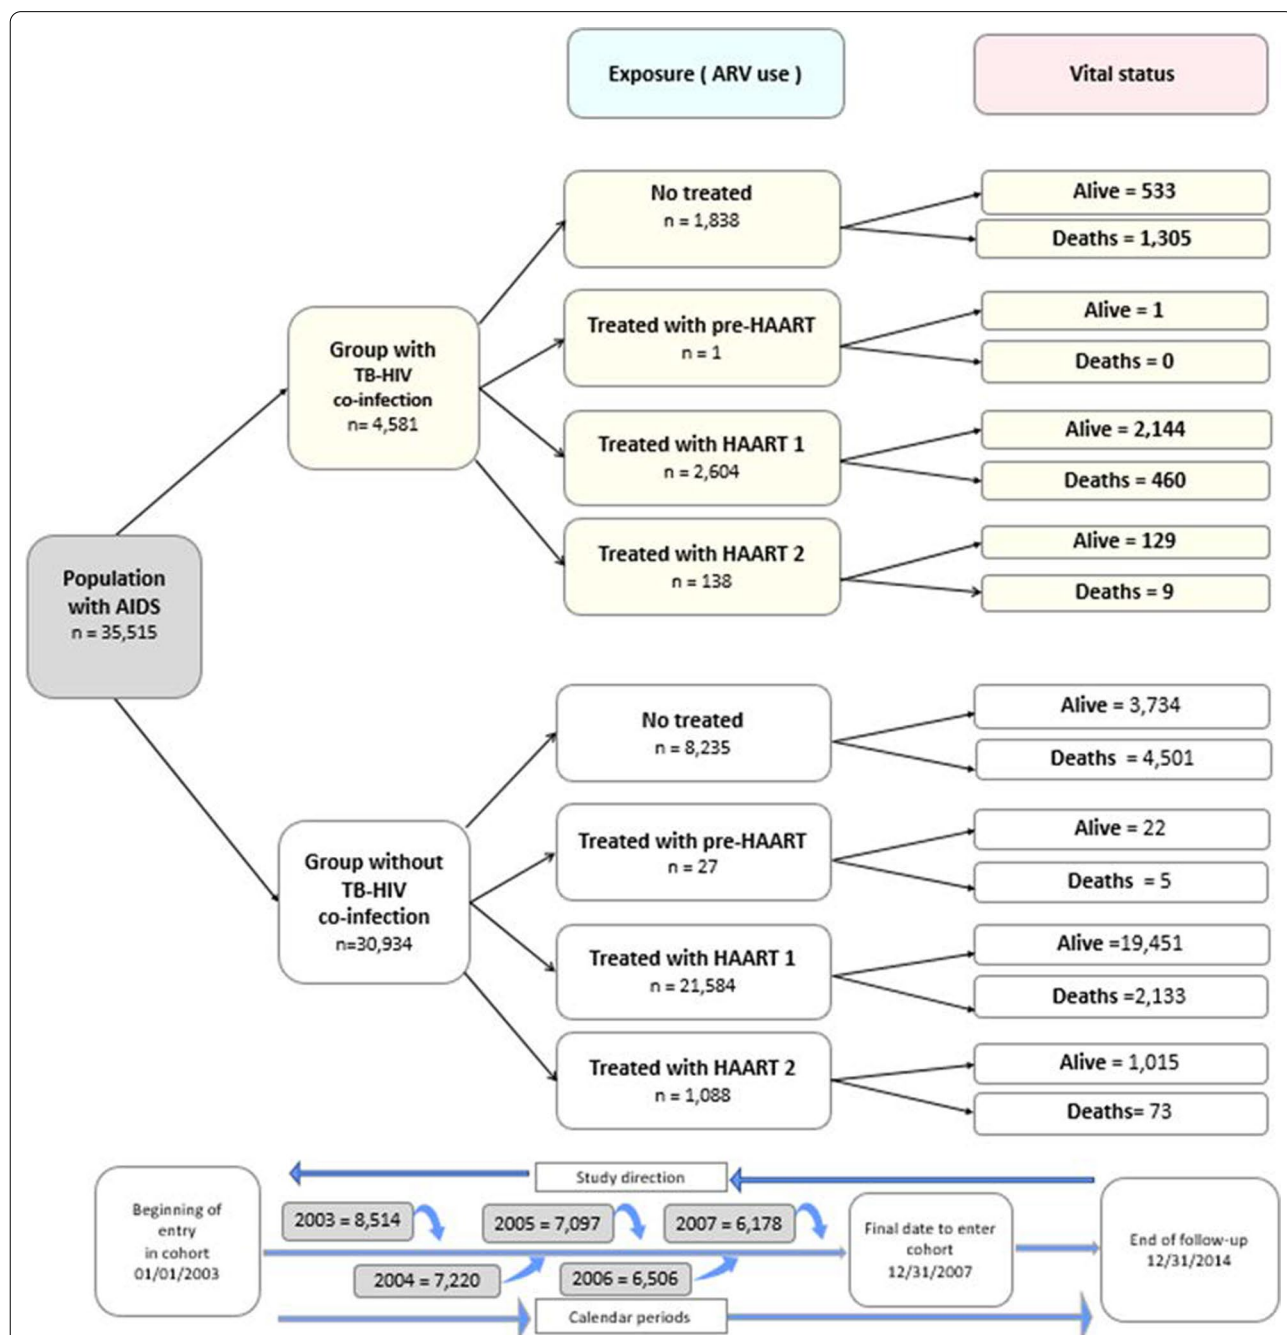 Exposure ( ARV use )
Vital status
No treated
n = 1,838
Alive = 533
Deaths = 1,305
Treated with pre-HAART
n = 1
Alive = 1
Deaths = 0
Group with
TB-HIV
co-infection
n= 4,581
Treated with HAART 1
n = 2,604
Alive = 2,144
Deaths = 460
Treated with HAART 2
n = 138
Alive = 129
Deaths = 9
Population
with AIDS
n = 35,515
No treated
n = 8,235
Alive = 3,734
Deaths = 4,501
Treated with pre-HAART
n = 27
Alive = 22
Deaths = 5
Group without
TB-HIV
co-infection
n=30,934
Treated with HAART 1
n = 21,584
Alive =19,451
Deaths =2,133
Treated with HAART 2
n = 1,088
Alive = 1,015
Deaths= 73
Study direction
Beginning of
entry
in cohort
01/01/2003
2003 = 8,514
2005 = 7,097
2007 = 6,178
2004 = 7,220
2006 = 6,506
Final date to enter
cohort
12/31/2007
End of follow-up
12/31/2014
Calendar periods